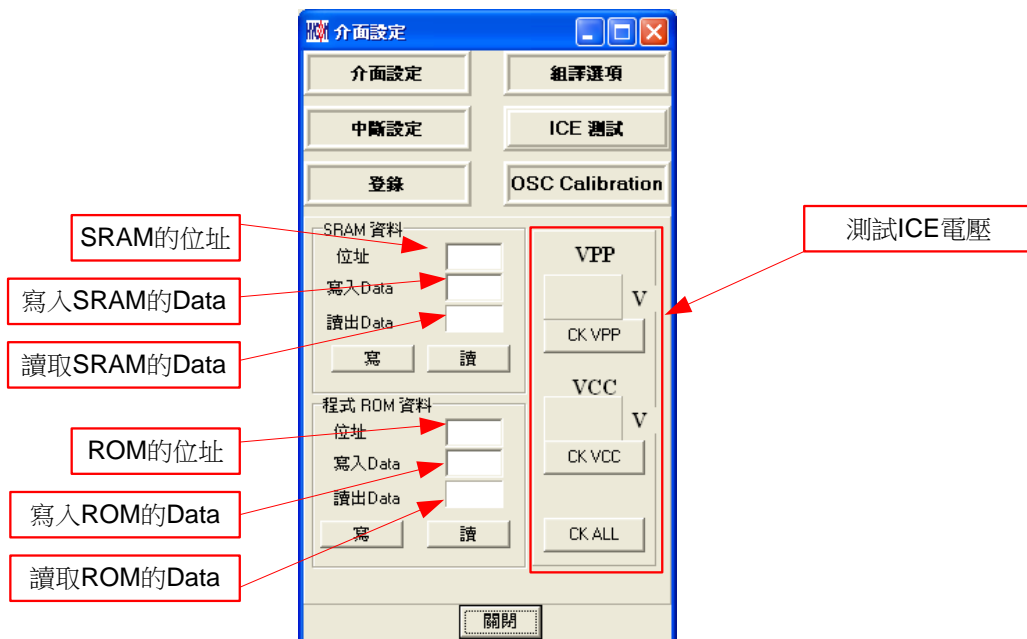 HYCON 介面設定
介面設定 組譯選項
中斷設定 ICE 測試
登錄 OSC Calibration
SRAM的位址
寫入SRAM的Data
讀取SRAM的Data
ROM的位址
寫入ROM的Data
讀取ROM的Data
SRAM 資料
位址
寫入Data
讀出Data
寫 讀
程式 ROM 資料
位址
寫入Data
讀出Data
寫 讀
VPP
V
CK VPP
VCC
V
CK VCC
CK ALL
測試ICE電壓
關閉